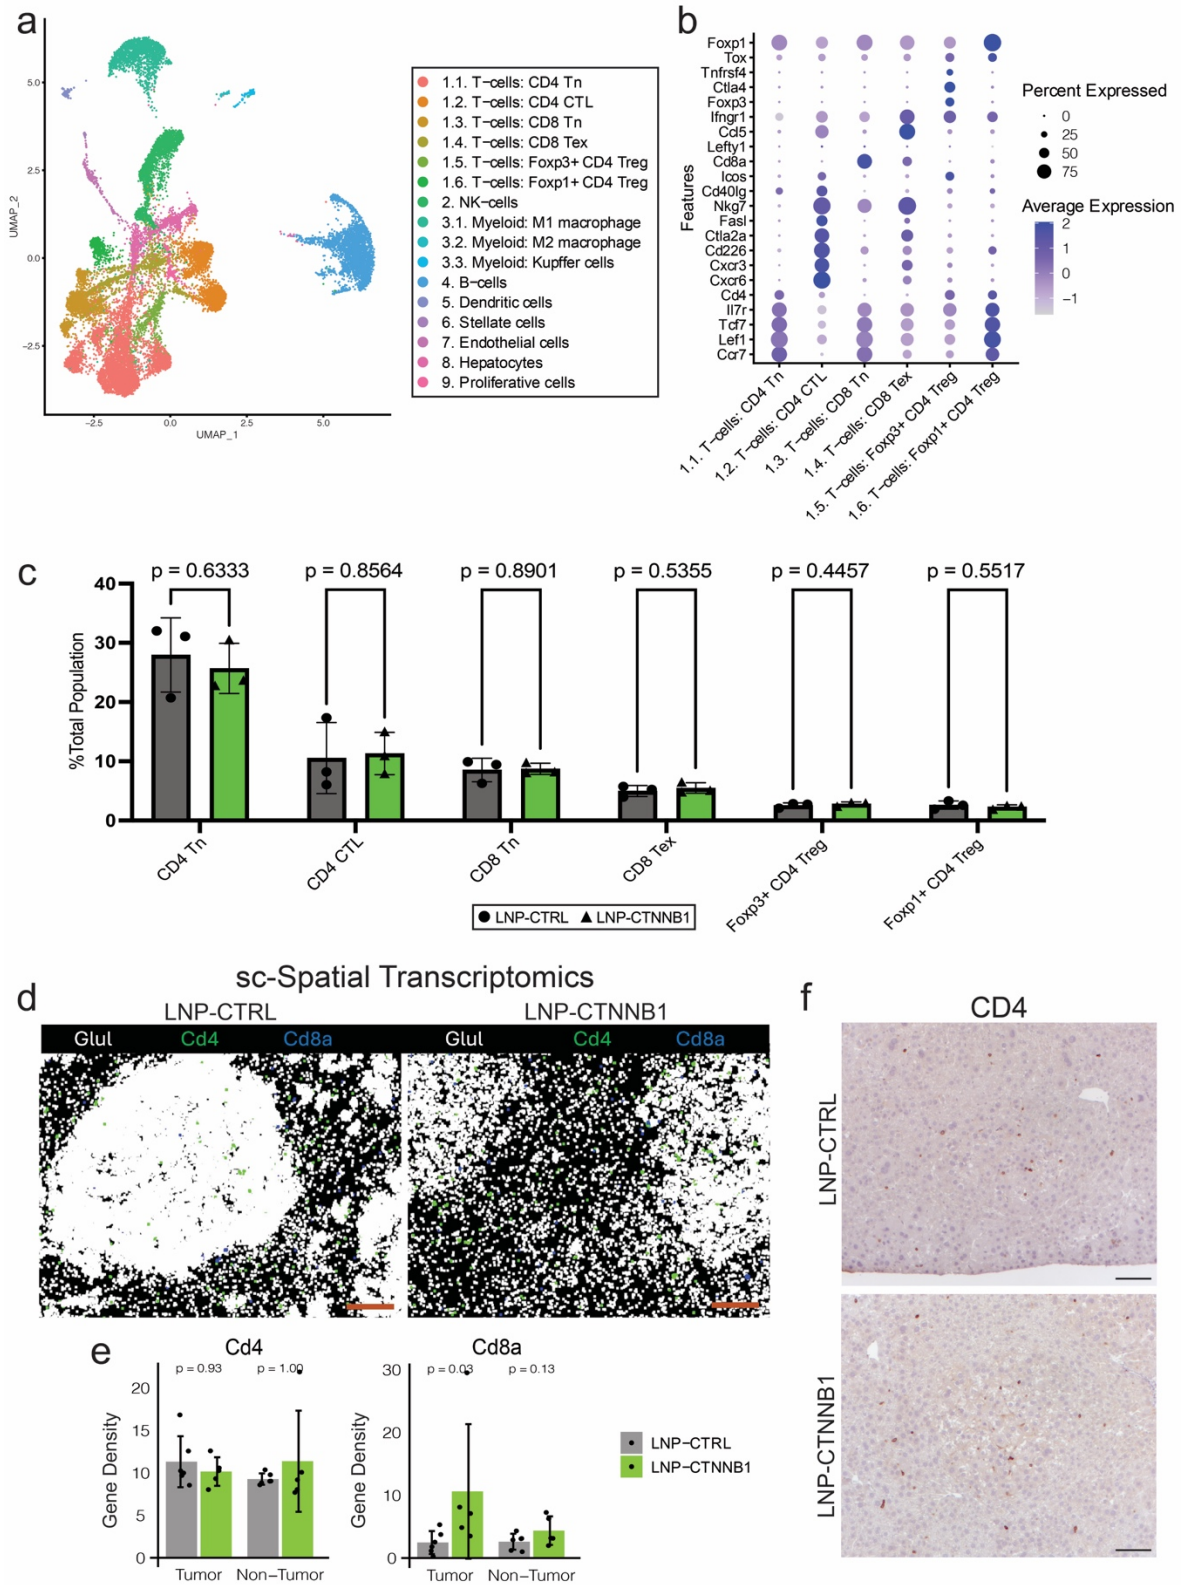 a
5.0
2.5
0.0
−2.5
UMAP_2
−2.5
0.0
2.5
5.0
UMAP_1
1.1. T−cells: CD4 Tn
1.2. T−cells: CD4 CTL
1.3. T−cells: CD8 Tn
1.4. T−cells: CD8 Tex
1.5. T−cells: Foxp3+ CD4 Treg
1.6. T−cells: Foxp1+ CD4 Treg
2. NK−cells
3.1. Myeloid: M1 macrophage
3.2. Myeloid: M2 macrophage
3.3. Myeloid: Kupffer cells
4. B−cells
5. Dendritic cells
6. Stellate cells
7. Endothelial cells
8. Hepatocytes
9. Proliferative cells
b
Features
Foxp1
Tox
Tnfrsf4
Ctla4
Foxp3
Ifngr1
Ccl5
Lefty1
Cd8a
Icos
Cd40lg
Nkg7
Fasl
Ctla2a
Cd226
Cxcr3
Cxcr6
Cd4
Il7r
Tcf7
Lef1
Ccr7
1.1. T−cells: CD4 Tn
1.2. T−cells: CD4 CTL
1.3. T−cells: CD8 Tn
1.4. T−cells: CD8 Tex
1.5. T−cells: Foxp3+ CD4 Treg
1.6. T−cells: Foxp1+ CD4 Treg
Percent Expressed
0
25
50
75
Average Expression
2
1
0
−1
c
p = 0.6333
p = 0.8564
p = 0.8901
p = 0.5355
p = 0.4457
p = 0.5517
%Total Population
40
30
20
10
0
CD4 Tn
CD4 CTL
CD8 Tn
CD8 Tex
Foxp3+ CD4 Treg
Foxp1+ CD4 Treg
LNP-CTRL
LNP-CTNNB1
d
sc-Spatial Transcriptomics
LNP-CTRL
LNP-CTNNB1
Glul Cd4 Cd8a
Glul Cd4 Cd8a
e
Cd4
p = 0.93
p = 1.00
Gene Density
20
15
10
5
0
Tumor
Non−Tumor
Cd8a
p = 0.03
p = 0.13
Gene Density
30
20
10
0
Tumor
Non−Tumor
LNP−CTRL
LNP−CTNNB1
f
CD4
LNP-CTRL
LNP-CTNNB1